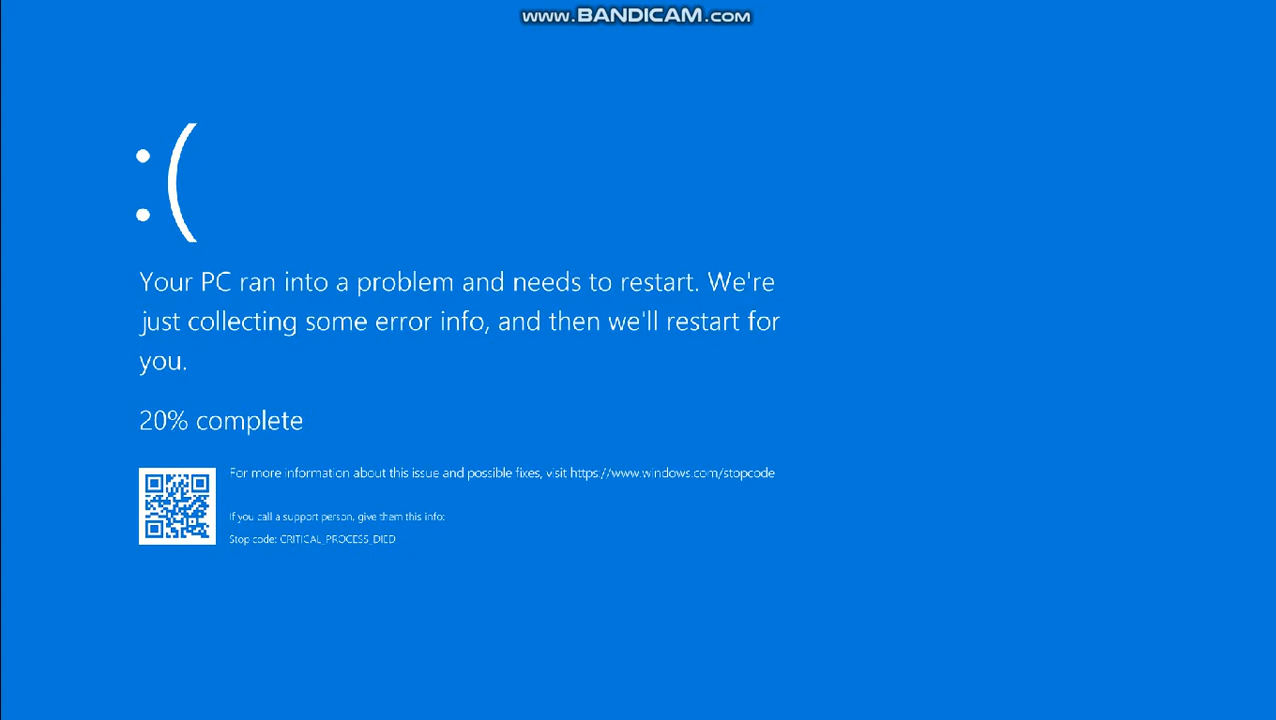 www.BANDICAM.com
:(
Your PC ran into a problem and needs to restart. We're
just collecting some error info, and then we'll restart for
you.
20% complete
For more information about this issue and possible fixes, visit https://www.windows.com/stopcode
If you call a support person, give them this info:
Stop code: CRITICAL_PROCESS_DIED